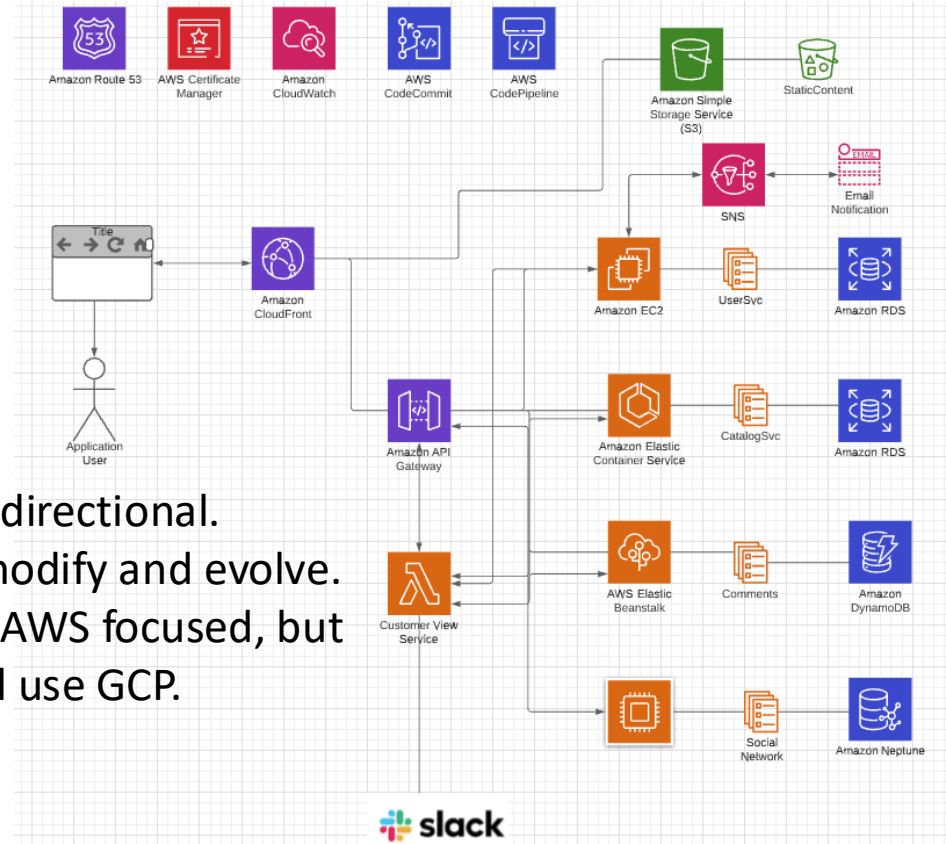 53
Amazon Route 53
AWS Certificate
Manager
Amazon
CloudWatch
AWS
CodeCommit
AWS
CodePipeline
Amazon Simple
Storage Service
(S3)
StaticContent
SNS
EMAIL
Email
Notification
Title
Amazon
CloudFront
Amazon EC2
UserSvc
Amazon RDS
Application
User
Amazon API
Gateway
Amazon Elastic
Container Service
CatalogSvc
Amazon RDS
directional.
modify and evolve.
AWS focused, but
use GCP.
Customer View
Service
AWS Elastic
Beanstalk
Comments
Amazon
DynamoDB
Social
Network
Amazon Neptune
slack